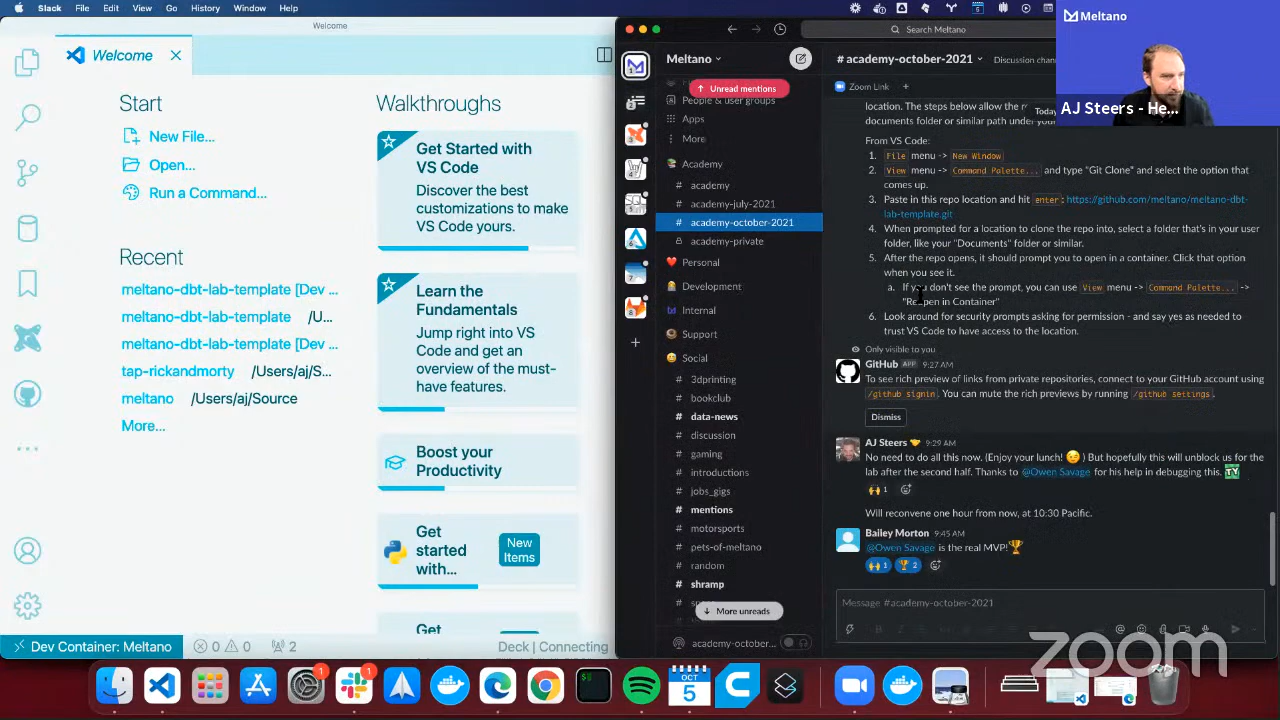 Slack File Edit View Go History Window Help
Welcome
Welcome
Start
New File...
Open...
Run a Command...
Recent
meltano-dbt-label-template [Dev ...
meltano-dbt-lab-template /U...
meltano-dbt-lab-template [Dev ...
tap-rickandmorty /Users/aj/S...
meltano /Users/aj/Source
More...
Walkthroughs
Get Started with
VS Code
Discover the best
customizations to make
VS Code yours.
Learn the
Fundamentals
Jump right into VS
Code and get an
overview of the must-
have features.
Boost your
Productivity
Get
started
with...
New
Items
Get
Dev Container: Meltano
0 0 2
Deck | Connecting
Search Meltano
Meltano
Unread mentions
People & user groups
Apps
More
Academy
# academy
# academy-july-2021
# academy-october-2021
academy-private
Personal
Development
Internal
Support
Social
# 3dprinting
# bookclub
# data-news
# discussion
# gaming
# introductions
# jobs_gigs
# mentions
# motorsports
# pets-of-meltano
# random
# shramp
More unreads
academy-october...
# academy-october-2021
Discussion chann
Zoom Link +
location. The steps below allow the re
Today
documents folder or similar path under you
From VS Code:
1. File menu -> New Window
2. View menu -> Command Palette... and type "Git Clone" and select the option that
comes up.
3. Paste in this repo location and hit enter: https://github.com/meltano/meltano-dbt-
lab-template.git
4. When prompted for a location to clone the repo into, select a folder that's in your user
folder, like your "Documents" folder or similar.
5. After the repo opens, it should prompt you to open in a container. Click that option
when you see it.
a. If you don't see the prompt, you can use View menu -> Command Palette... ->
"Reopen in Container"
6. Look around for security prompts asking for permission - and say yes as needed to
trust VS Code to have access to the location.
Only visible to you
GitHub APP 9:27 AM
To see rich preview of links from private repositories, connect to your GitHub account using
/github signin. You can mute the rich previews by running /github settings.
Dismiss
AJ Steers 9:29 AM
No need to do all this now. (Enjoy your lunch! ) But hopefully this will unblock us for the
lab after the second half. Thanks to @Owen Savage for his help in debugging this. TY
1
Will reconvene one hour from now, at 10:30 Pacific.
Bailey Morton 9:45 AM
@Owen Savage is the real MVP!
1 2
Message #academy-october-2021
Meltano
AJ Steers - He...
zoom
1
1
OCT
5